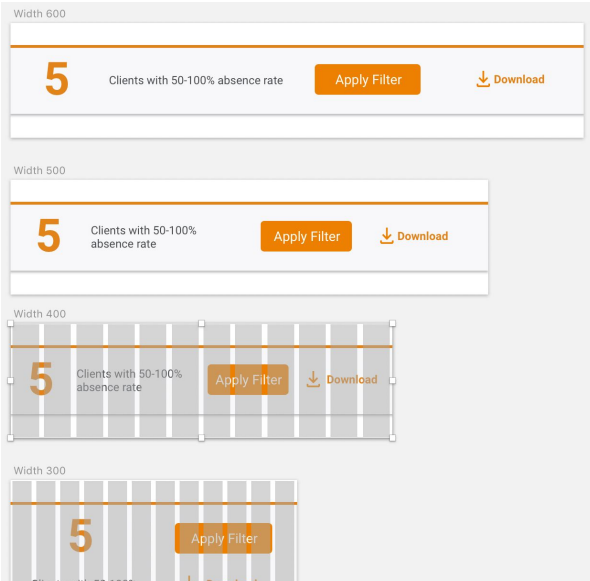 Width 600
5 Clients with 50-100% absence rate Apply Filter Download
Width 500
5 Clients with 50-100% absence rate Apply Filter Download
Width 400
5 Clients with 50-100% absence rate Apply Filter Download
Width 300
5 Apply Filter